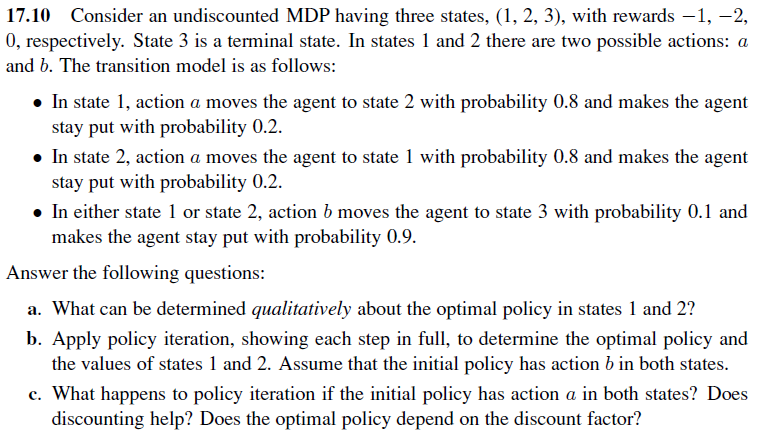 17.10 Consider an undiscounted MDP having three states, (1, 2, 3), with rewards −1, −2,
0, respectively. State 3 is a terminal state. In states 1 and 2 there are two possible actions: a
and b. The transition model is as follows:
• In state 1, action a moves the agent to state 2 with probability 0.8 and makes the agent
stay put with probability 0.2.
• In state 2, action a moves the agent to state 1 with probability 0.8 and makes the agent
stay put with probability 0.2.
• In either state 1 or state 2, action b moves the agent to state 3 with probability 0.1 and
makes the agent stay put with probability 0.9.
Answer the following questions:
a. What can be determined qualitatively about the optimal policy in states 1 and 2?
b. Apply policy iteration, showing each step in full, to determine the optimal policy and
the values of states 1 and 2. Assume that the initial policy has action b in both states.
c. What happens to policy iteration if the initial policy has action a in both states? Does
discounting help? Does the optimal policy depend on the discount factor?